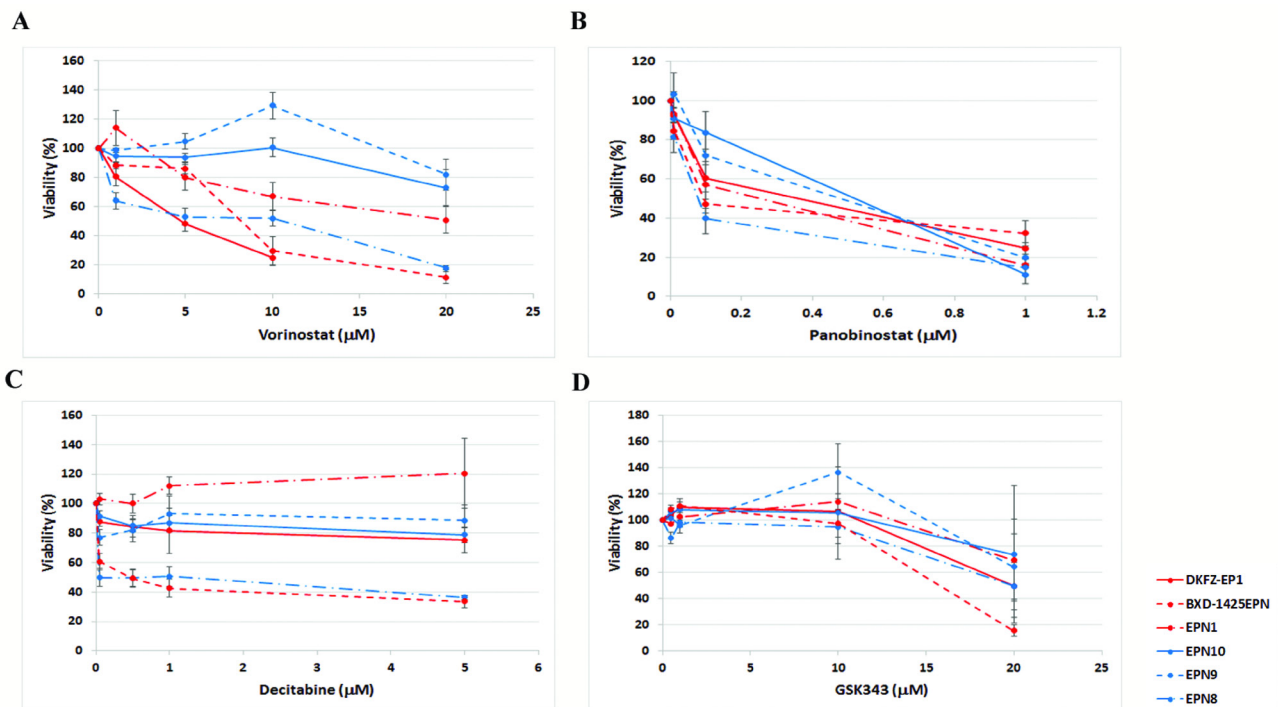 A
160
140
120
100
80
60
40
20
0
Viability (%)
0 5 10 15 20 25
Vorinostat (μM)
B
120
100
80
60
40
20
0
Viability (%)
0 0.2 0.4 0.6 0.8 1 1.2
Panobinostat (μM)
C
160
140
120
100
80
60
40
20
0
Viability (%)
0 1 2 3 4 5 6
Decitabine (μM)
D
180
160
140
120
100
80
60
40
20
0
Viability (%)
0 5 10 15 20 25
GSK343 (μM)
DKFZ-EP1
BXD-1425EPN
EPN1
EPN10
EPN9
EPN8